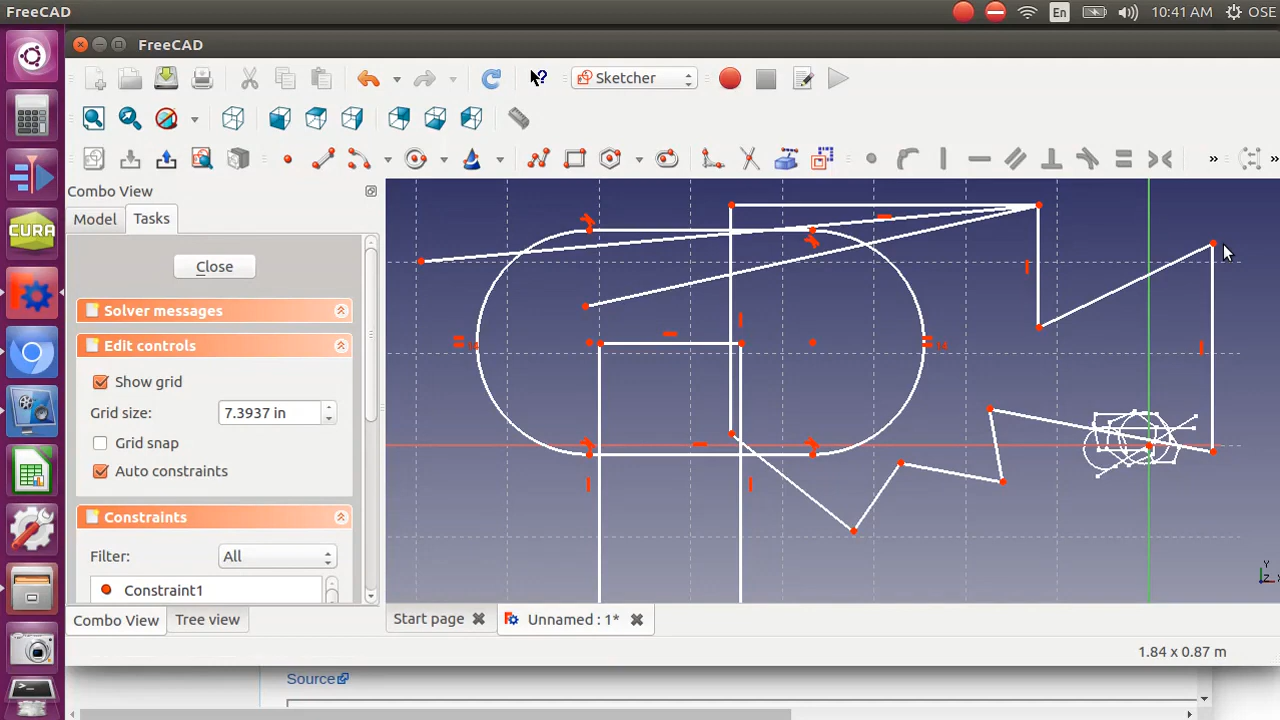 FreeCAD
En
10:41 AM
OSE
FreeCAD
Sketcher
Combo View
Model
Tasks
Close
Solver messages
Edit controls
Show grid
Grid size:
7.3937 in
Grid snap
Auto constraints
Constraints
Filter:
All
Constraint1
Combo View
Tree view
Start page
Unnamed : 1*
1.84 x 0.87 m
Source
CURA
14
14
Y
Z
X
»
»